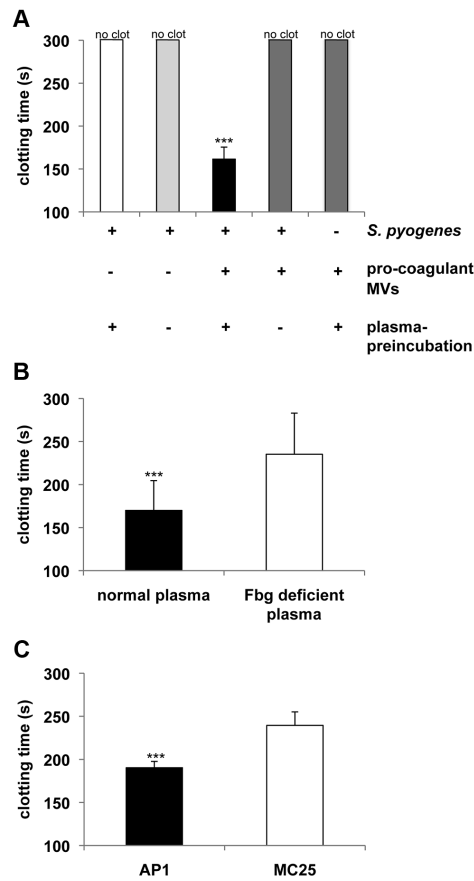 A
no clot no clot no clot no clot
300
250
200
150
100
clotting time (s)
***
+ + + + - S. pyogenes
- - + + + pro-coagulant
MVs
+ - + - + plasma-
preincubation
B
300
250
200
150
100
clotting time (s)
***
normal plasma Fbg deficient
plasma
C
300
250
200
150
100
clotting time (s)
***
AP1 MC25